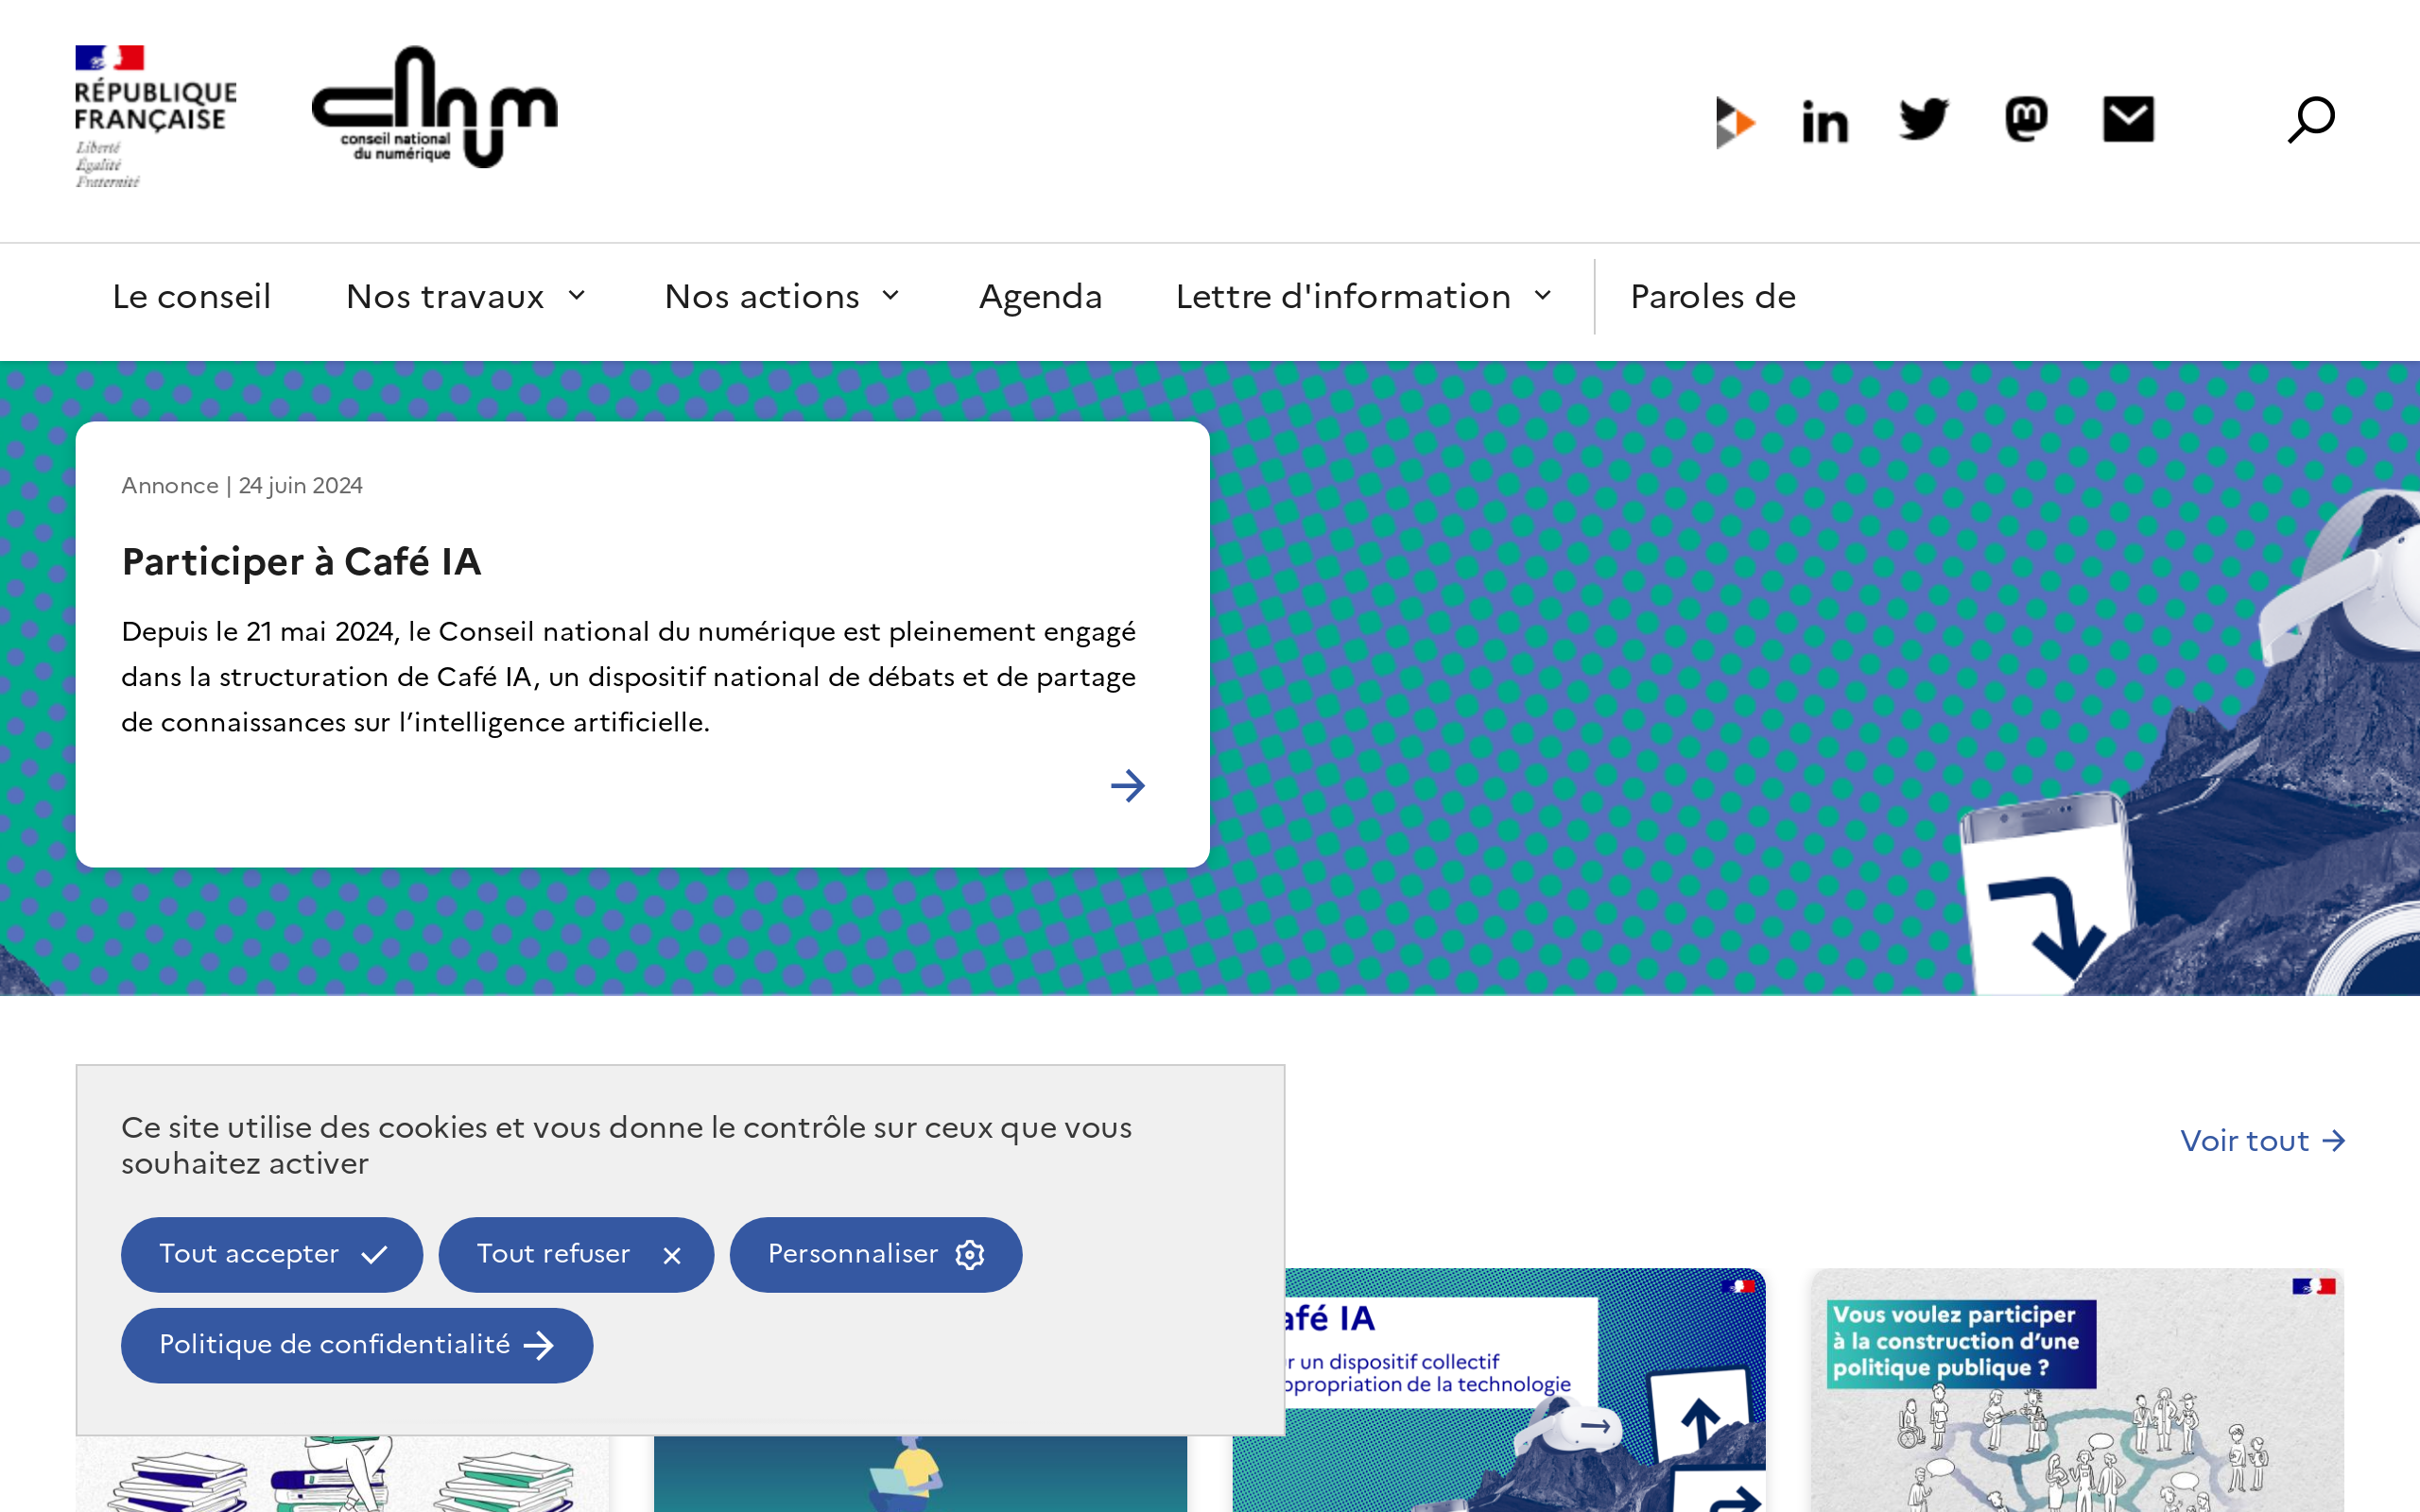 RÉPUBLIQUE
FRANÇAISE
Liberté
Égalité
Fraternité
conseil national
du numérique
Le conseil
Nos travaux
Nos actions
Agenda
Lettre d'information
Paroles de
Annonce | 24 juin 2024
Participer à Café IA
Depuis le 21 mai 2024, le Conseil national du numérique est pleinement engagé
dans la structuration de Café IA, un dispositif national de débats et de partage
de connaissances sur l’intelligence artificielle.
Ce site utilise des cookies et vous donne le contrôle sur ceux que vous
souhaitez activer
Voir tout
Tout accepter
Tout refuser
Personnaliser
Politique de confidentialité
afé IA
r un dispositif collectif
ppropriation de la technologie
Vous voulez participer
à la construction d’une
politique publique ?